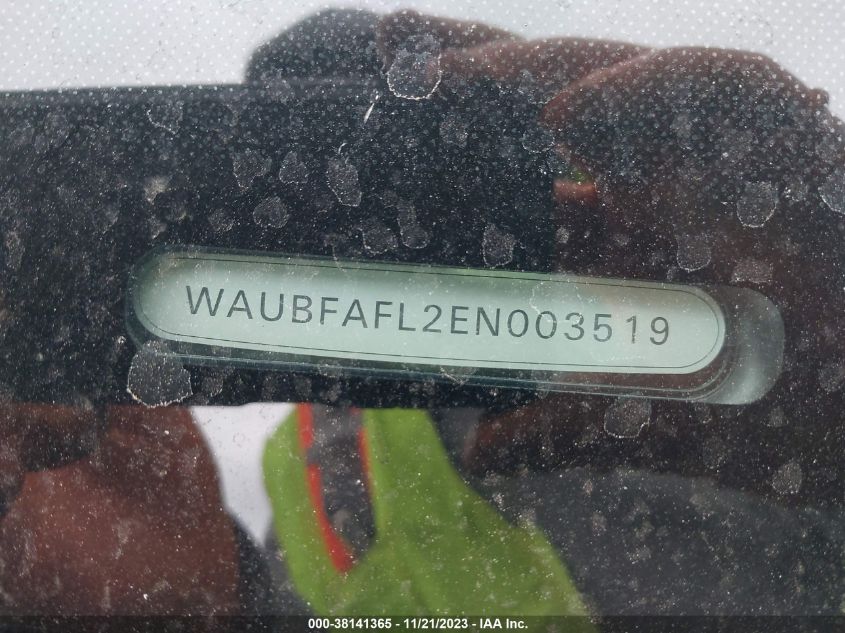 WAUBFAFL2EN003519
000-38141365 - 11/21/2023 - IAA Inc.